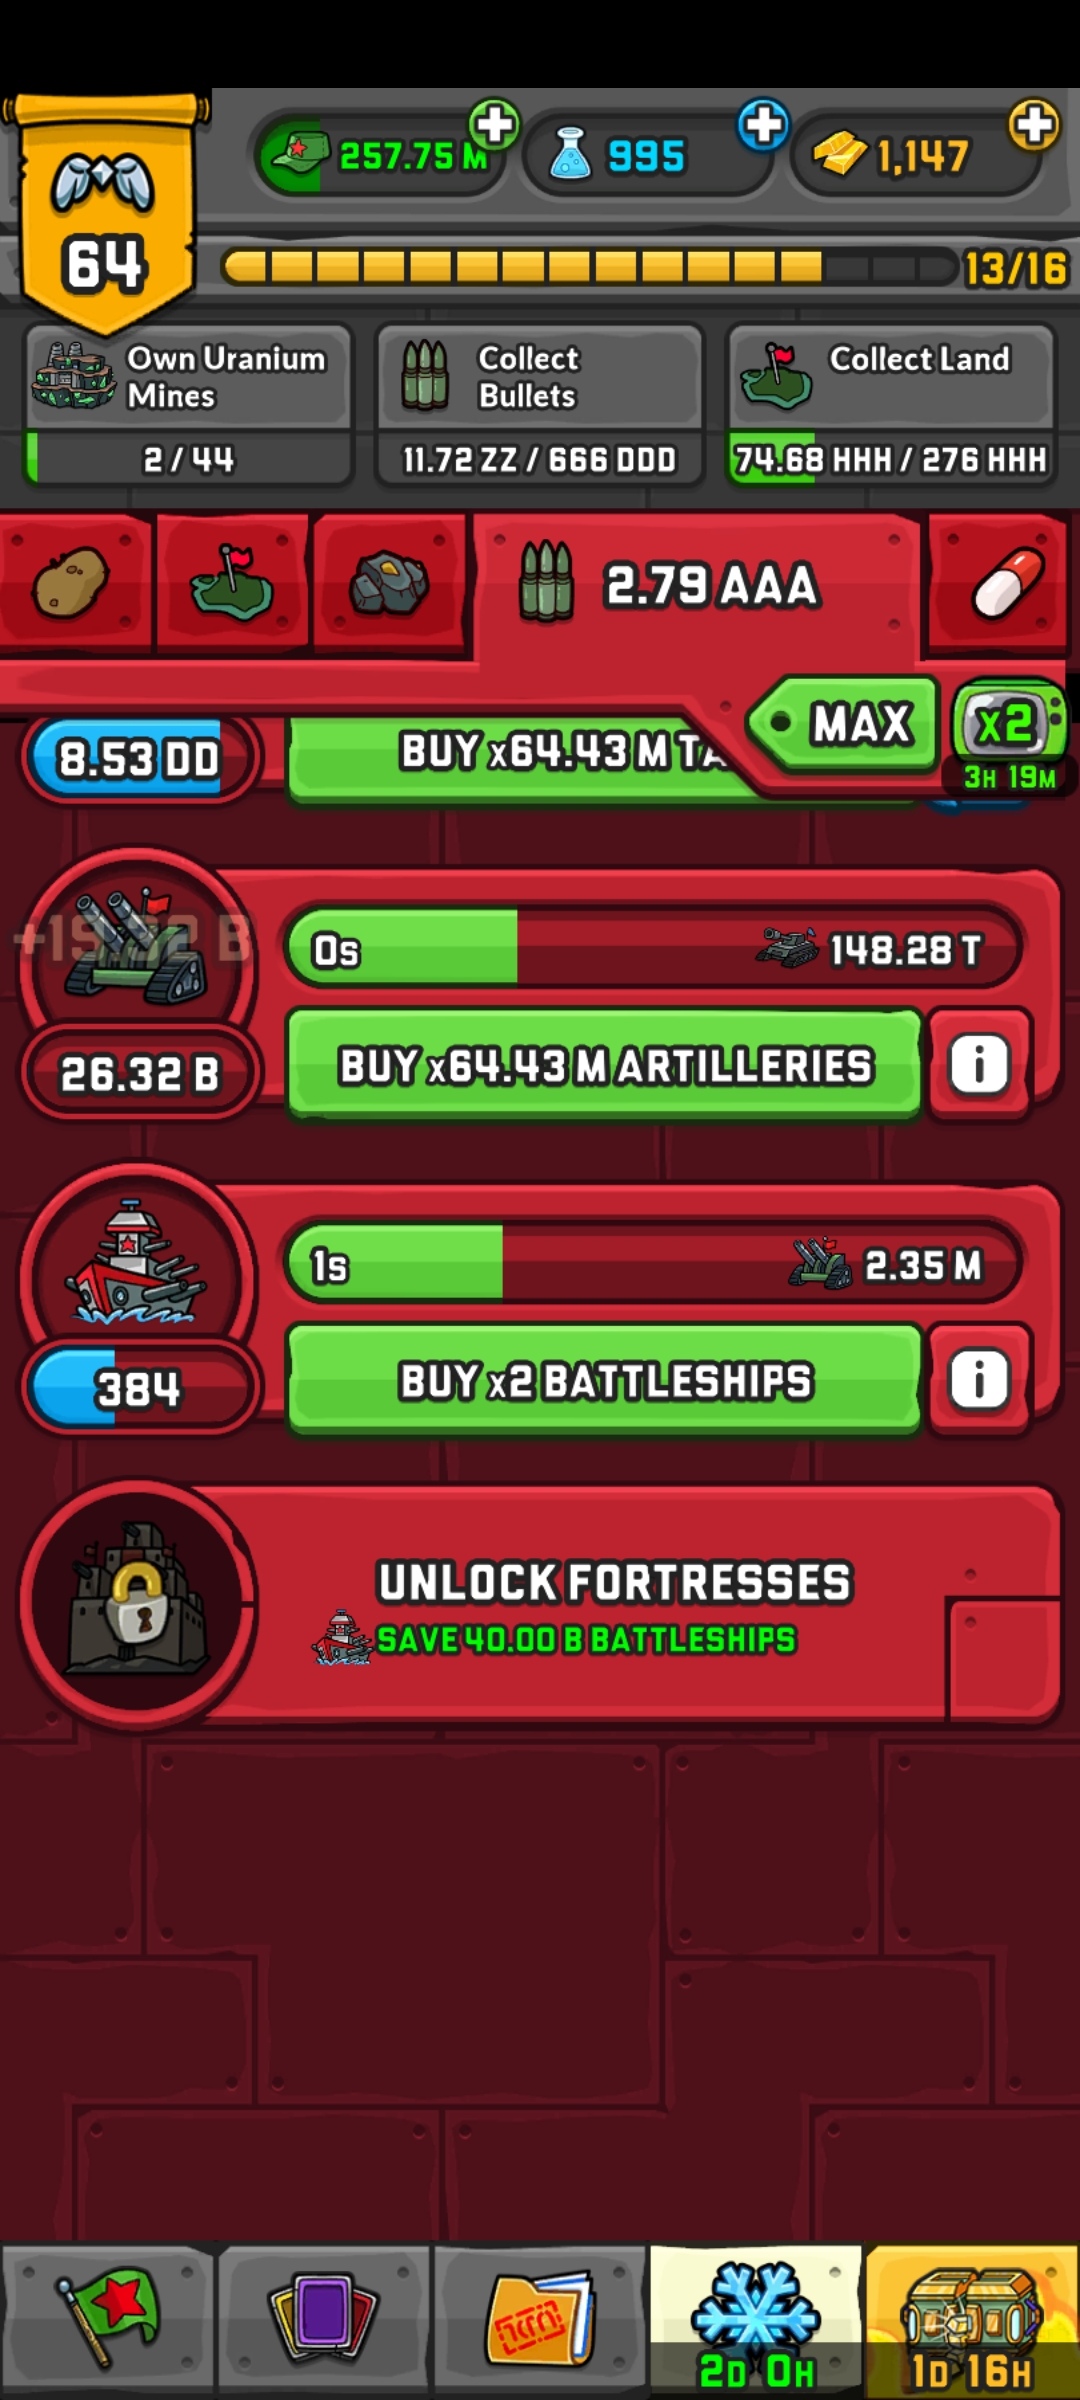 257.75 M
995
1,147
64
13/16
Own Uranium
Mines
2 / 44
Collect
Bullets
11.72 ZZ / 666 DDD
Collect Land
74.68 HHH / 276 HHH
2.79 AAA
MAX
X2
3H 19M
8.53 DD
BUY x64.43 M TA
0s
148.28 T
26.32 B
BUY x64.43 M ARTILLERIES
i
1s
2.35 M
384
BUY x2 BATTLESHIPS
i
UNLOCK FORTRESSES
SAVE 40.00 B BATTLESHIPS
2D 0H
1D 16H